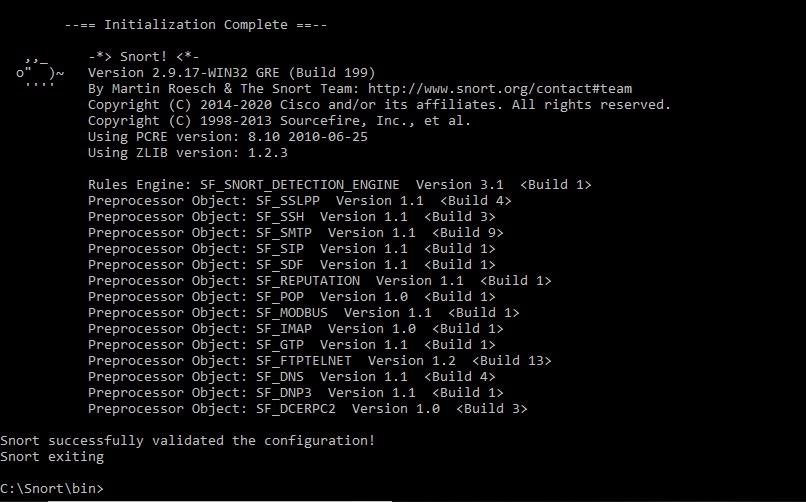 --== Initialization Complete ==--
,,_ -*> Snort! <*-
o" )~ Version 2.9.17-WIN32 GRE (Build 199)
'''' By Martin Roesch & The Snort Team: http://www.snort.org/contact#team
Copyright (C) 2014-2020 Cisco and/or its affiliates. All rights reserved.
Copyright (C) 1998-2013 Sourcefire, Inc., et al.
Using PCRE version: 8.10 2010-06-25
Using ZLIB version: 1.2.3
Rules Engine: SF_SNORT_DETECTION_ENGINE Version 3.1 <Build 1>
Preprocessor Object: SF_SSLPP Version 1.1 <Build 4>
Preprocessor Object: SF_SSH Version 1.1 <Build 3>
Preprocessor Object: SF_SMTP Version 1.1 <Build 9>
Preprocessor Object: SF_SIP Version 1.1 <Build 1>
Preprocessor Object: SF_SDF Version 1.1 <Build 1>
Preprocessor Object: SF_REPUTATION Version 1.1 <Build 1>
Preprocessor Object: SF_POP Version 1.0 <Build 1>
Preprocessor Object: SF_MODBUS Version 1.1 <Build 1>
Preprocessor Object: SF_IMAP Version 1.0 <Build 1>
Preprocessor Object: SF_GTP Version 1.1 <Build 1>
Preprocessor Object: SF_FTPTELNET Version 1.2 <Build 13>
Preprocessor Object: SF_DNS Version 1.1 <Build 4>
Preprocessor Object: SF_DNP3 Version 1.1 <Build 1>
Preprocessor Object: SF_DCERPC2 Version 1.0 <Build 3>
Snort successfully validated the configuration!
Snort exiting
C:\Snort\bin>